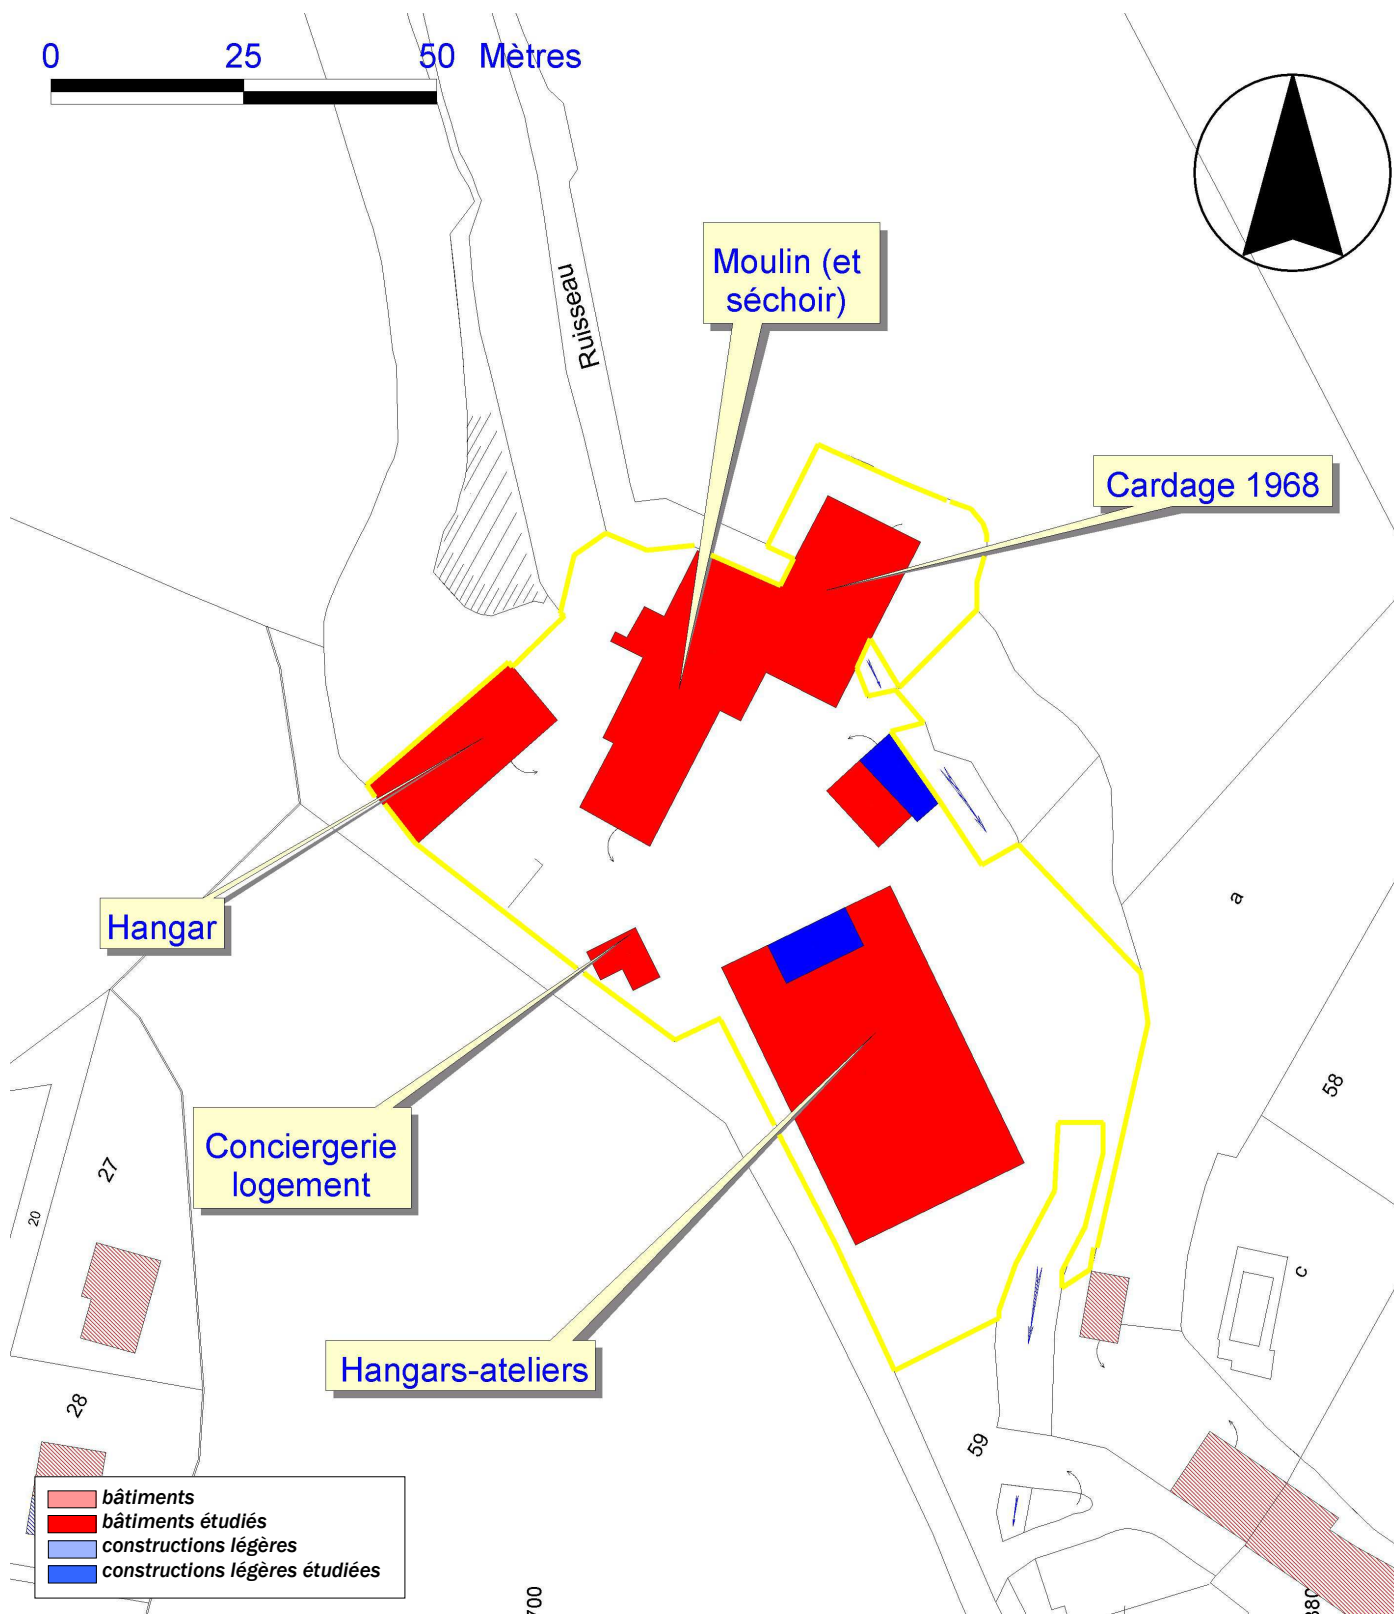 0 25 50 Mètres
Ruisseau
Moulin (et
séchoir)
Cardage 1968
Hangar
a
58
Conciergerie
logement
27
20
c
Hangars-ateliers
28
59
bâtiments
bâtiments étudiés
constructions légères
constructions légères étudiées
700